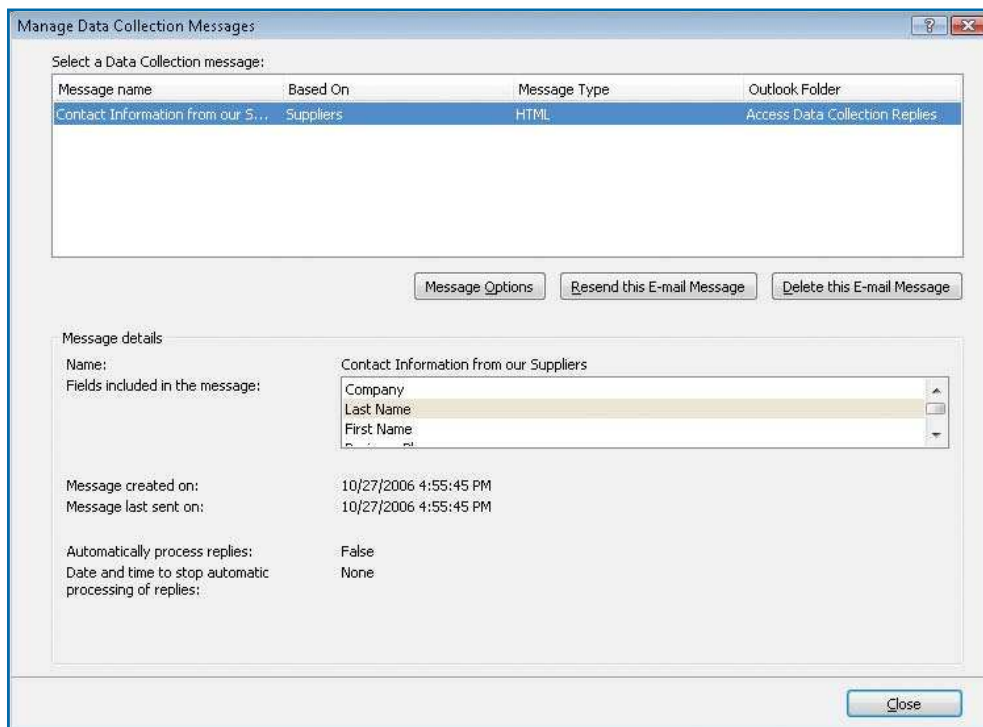 Manage Data Collection Messages
Select a Data Collection message:
Message name Based On Message Type Outlook Folder
Contact Information from our S... Suppliers HTML Access Data Collection Replies
Message Options Resend this E-mail Message Delete this E-mail Message
Message details
Name: Contact Information from our Suppliers
Fields included in the message:
Company
Last Name
First Name
Message created on: 10/27/2006 4:55:45 PM
Message last sent on: 10/27/2006 4:55:45 PM
Automatically process replies: False
Date and time to stop automatic None
processing of replies:
Close